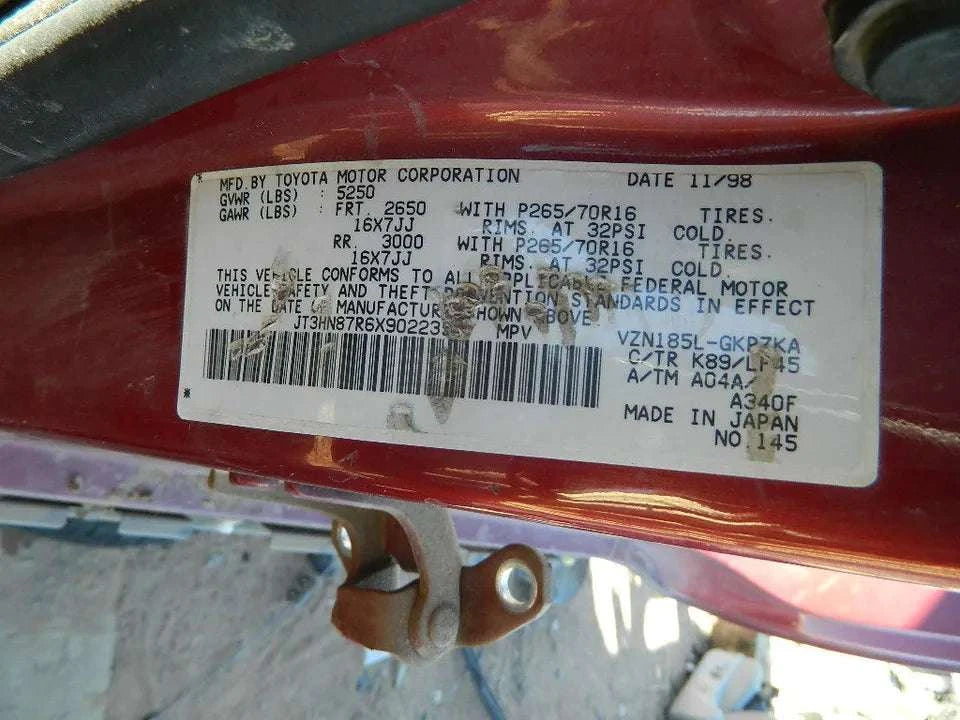 MFD.BY TOYOTA MOTOR CORPORATION DATE 11/98
GVWR (LBS) : 5250
GAWR (LBS) : FRT. 2650 WITH P265/70R16 TIRES.
16X7JJ RIMS. AT 32PSI COLD.
RR. 3000 WITH P265/70R16 TIRES.
16X7JJ RIMS. AT 32PSI COLD.
THIS VEHICLE CONFORMS TO ALL APPLICABLE FEDERAL MOTOR
VEHICLE SAFETY AND THEFT PREVENTION STANDARDS IN EFFECT
ON THE DATE OF MANUFACTURE SHOWN ABOVE.
MPV VZN185L-GKPZKA
C/TR K89/LF45
A/TM A04A/
A340F
MADE IN JAPAN
NO 145